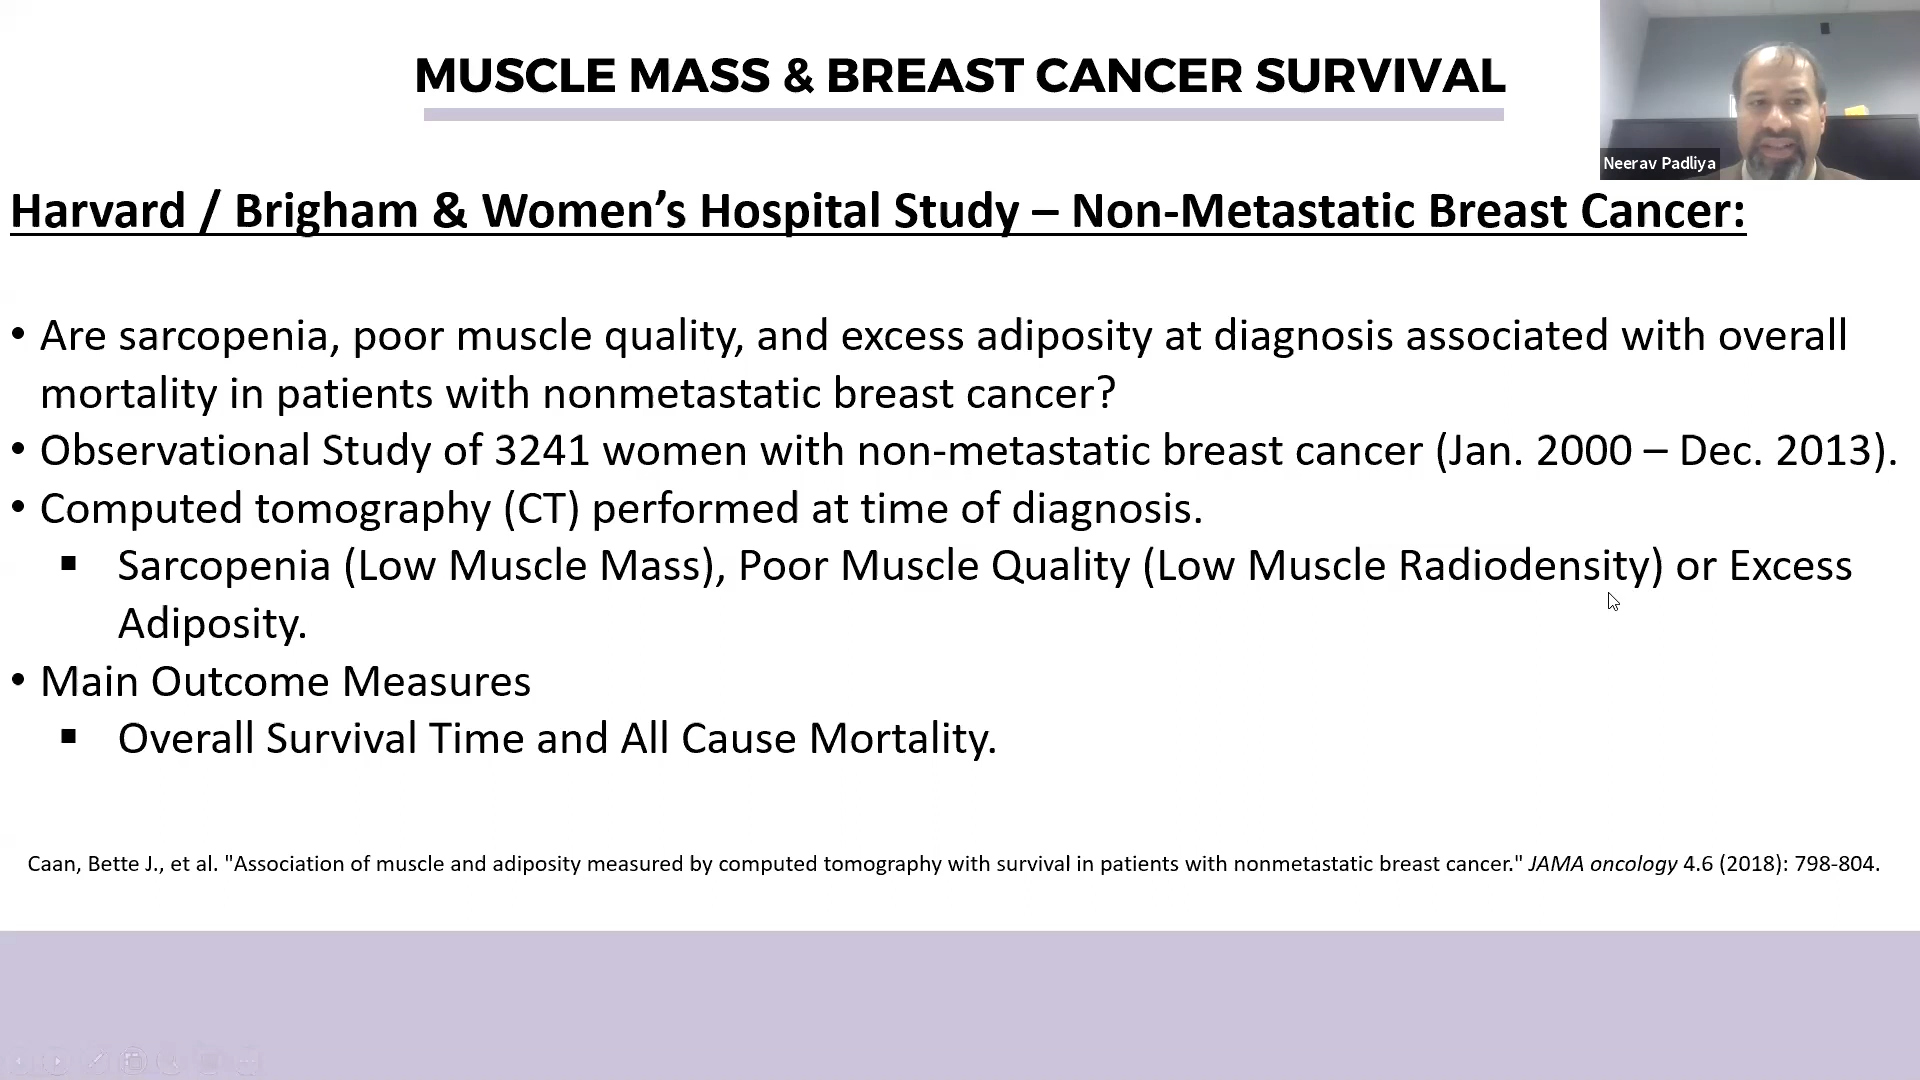 MUSCLE MASS & BREAST CANCER SURVIVAL
Neerav Padliya
Harvard / Brigham & Women’s Hospital Study – Non-Metastatic Breast Cancer:
• Are sarcopenia, poor muscle quality, and excess adiposity at diagnosis associated with overall
mortality in patients with nonmetastatic breast cancer?
• Observational Study of 3241 women with non-metastatic breast cancer (Jan. 2000 – Dec. 2013).
• Computed tomography (CT) performed at time of diagnosis.
▪ Sarcopenia (Low Muscle Mass), Poor Muscle Quality (Low Muscle Radiodensity) or Excess
Adiposity.
• Main Outcome Measures
▪ Overall Survival Time and All Cause Mortality.
Caan, Bette J., et al. "Association of muscle and adiposity measured by computed tomography with survival in patients with nonmetastatic breast cancer." JAMA oncology 4.6 (2018): 798-804.